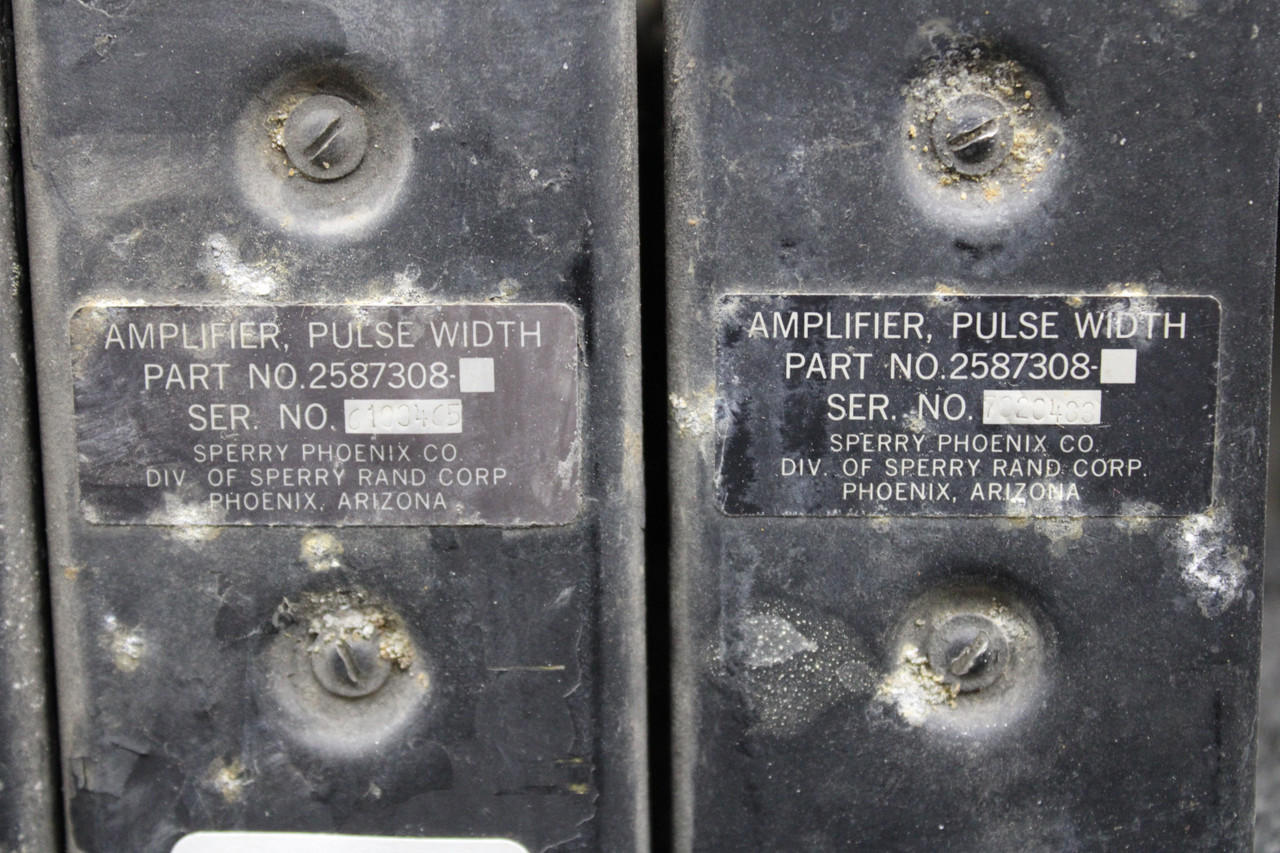 AMPLIFIER, PULSE WIDTH
PART NO.2587308-
SER. NO.
SPERRY PHOENIX CO.
DIV. OF SPERRY RAND CORP.
PHOENIX, ARIZONA
AMPLIFIER, PULSE WIDTH
PART NO.2587308-
SER. NO.
SPERRY PHOENIX CO.
DIV. OF SPERRY RAND CORP.
PHOENIX, ARIZONA